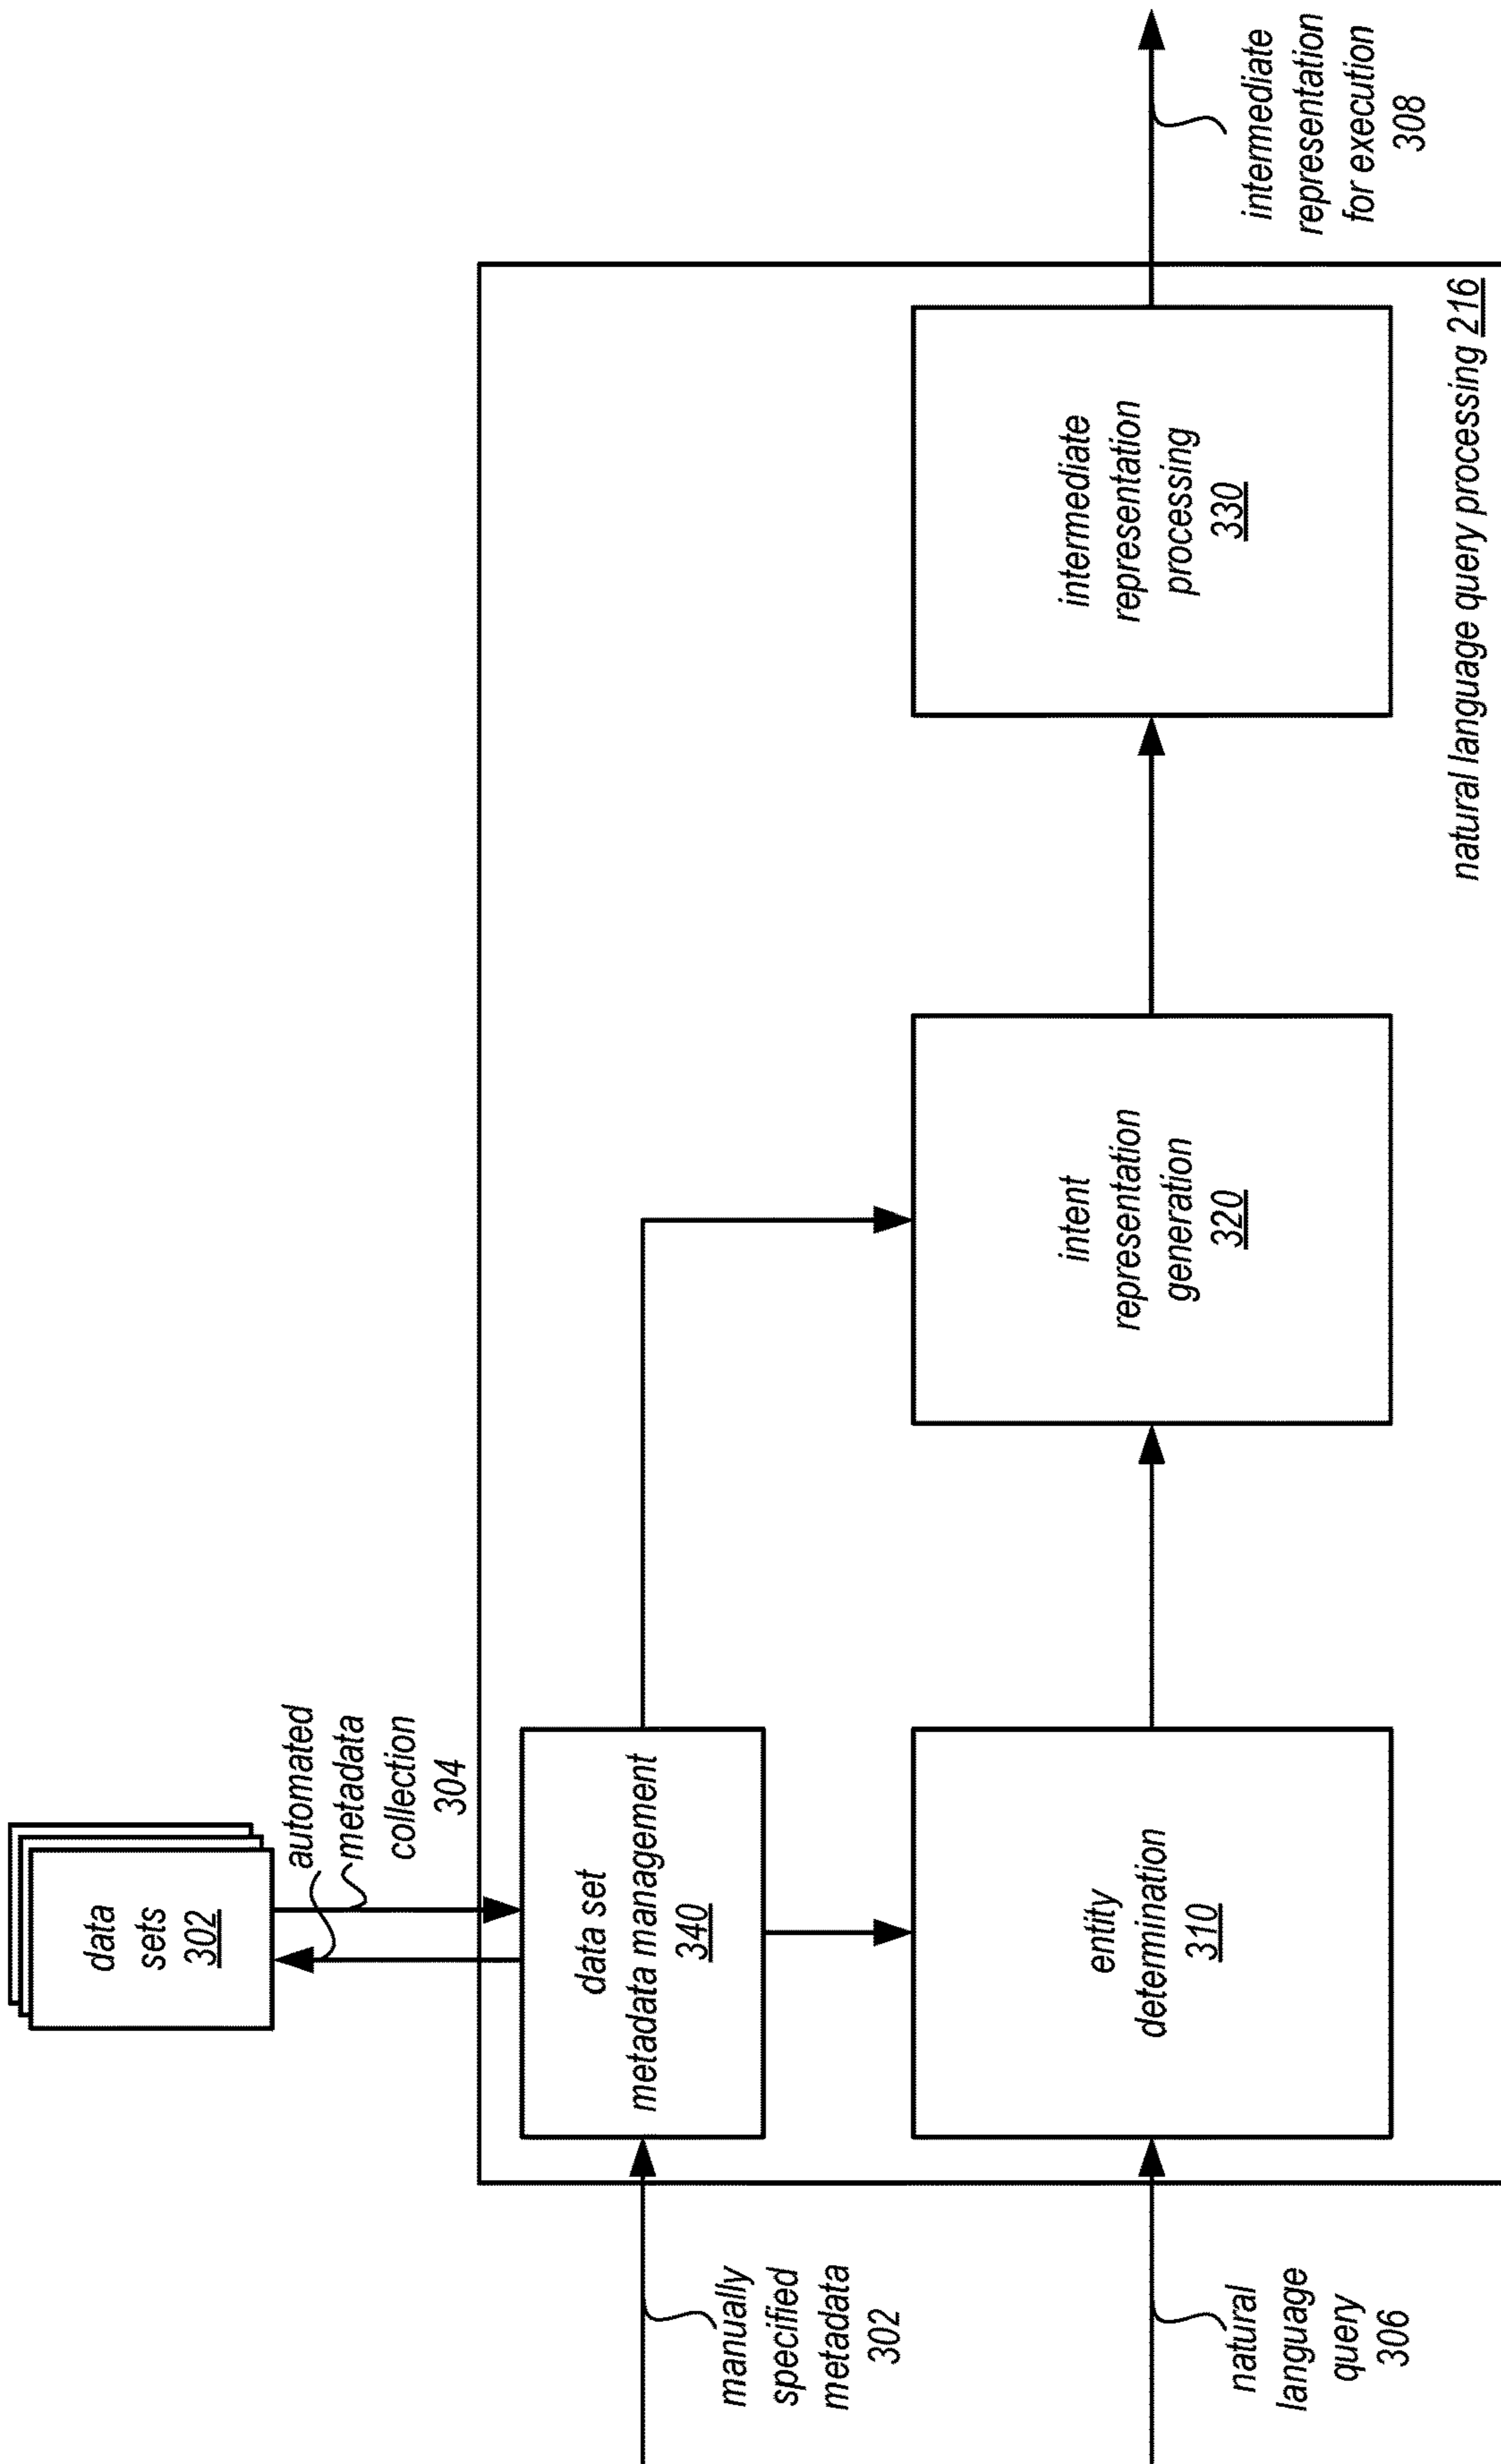 data
sets
302
automated
metadata
collection
304
manually
specified
metadata
302
data set
metadata management
340
natural
language
query
306
entity
determination
310
intent
representation
generation
320
intermediate
representation
processing
330
intermediate
representation
for execution
308
natural language query processing 216